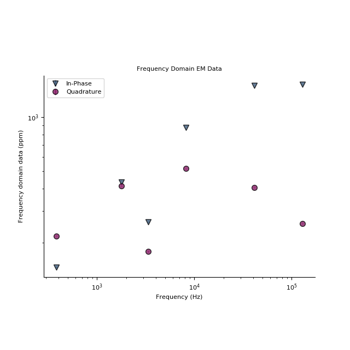 Frequency Domain EM Data
In-Phase
Quadrature
Frequency domain data (ppm)
10³
10³
10⁴
10⁵
Frequency (Hz)